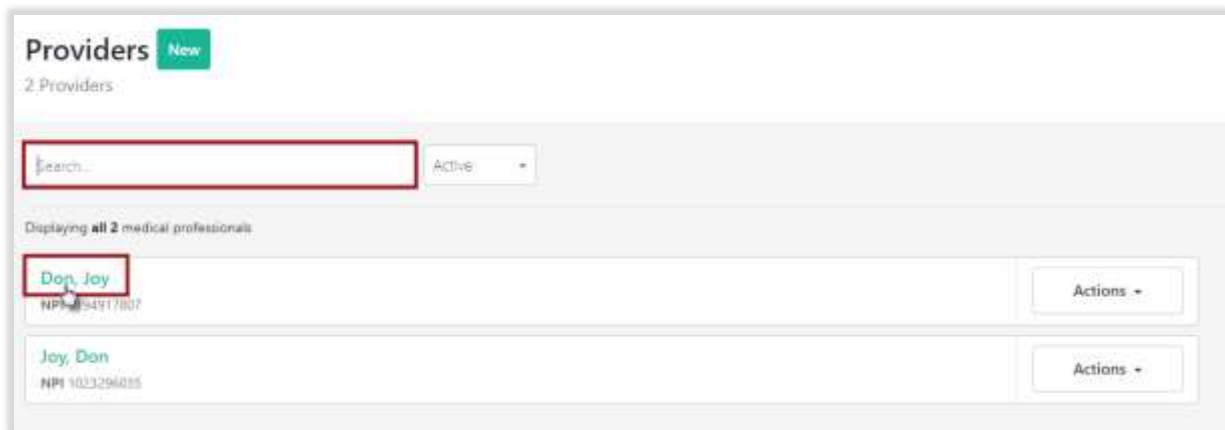 Providers New
2 Providers
Search...
Active
Displaying all 2 medical professionals
Don, Joy
Actions
NPI
Joy, Don
Actions
NPI 1023296035